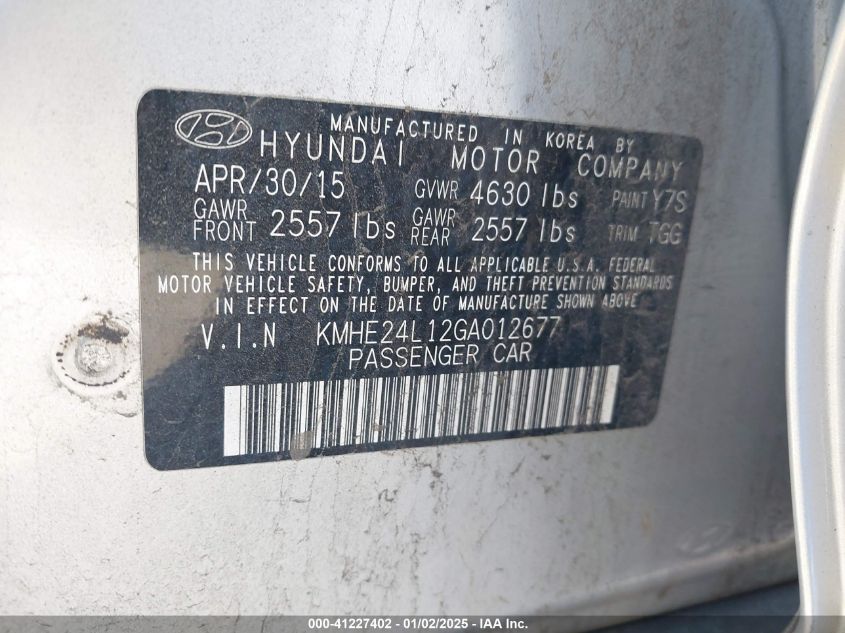 MANUFACTURED IN KOREA BY
HYUNDAI MOTOR COMPANY
APR/30/15 GVWR 4630 lbs PAINT Y7S
GAWR FRONT 2557 lbs GAWR REAR 2557 lbs TRIM TGG
THIS VEHICLE CONFORMS TO ALL APPLICABLE U.S.A. FEDERAL
MOTOR VEHICLE SAFETY, BUMPER, AND THEFT PREVENTION STANDARDS
IN EFFECT ON THE DATE OF MANUFACTURE SHOWN ABOVE
V.I.N KMHE24L12GA012677
PASSENGER CAR
000-41227402 - 01/02/2025 - IAA Inc.